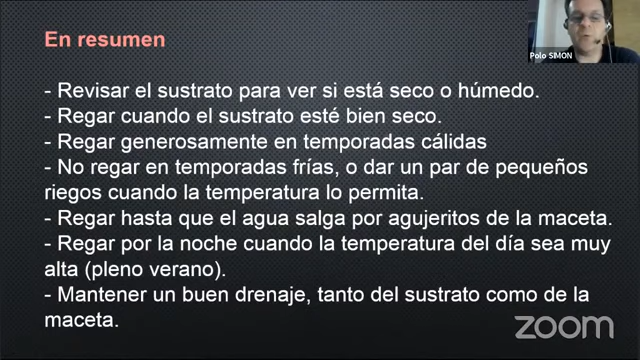 En resumen
Polo SIMON
- Revisar el sustrato para ver si está seco o húmedo.
- Regar cuando el sustrato esté bien seco.
- Regar generosamente en temporadas cálidas
- No regar en temporadas frías, o dar un par de pequeños
riegos cuando la temperatura lo permita.
- Regar hasta que el agua salga por agujeritos de la maceta.
- Regar por la noche cuando la temperatura del día sea muy
alta (pleno verano).
- Mantener un buen drenaje, tanto del sustrato como de la
maceta.
zoom